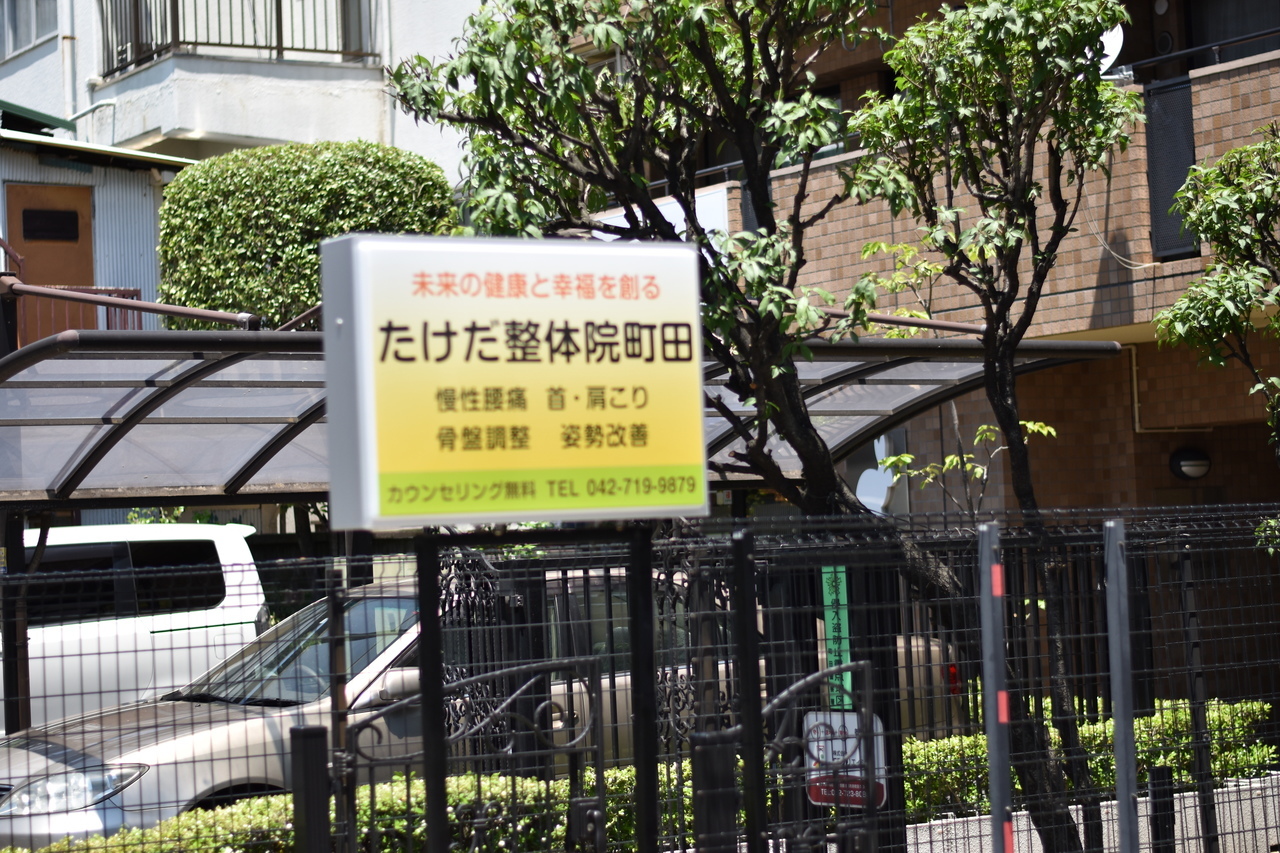 未来の健康と幸福を創る
たけだ整体院町田
慢性腰痛 首・肩こり
骨盤調整 姿勢改善
カウンセリング無料 TEL 042-719-9879